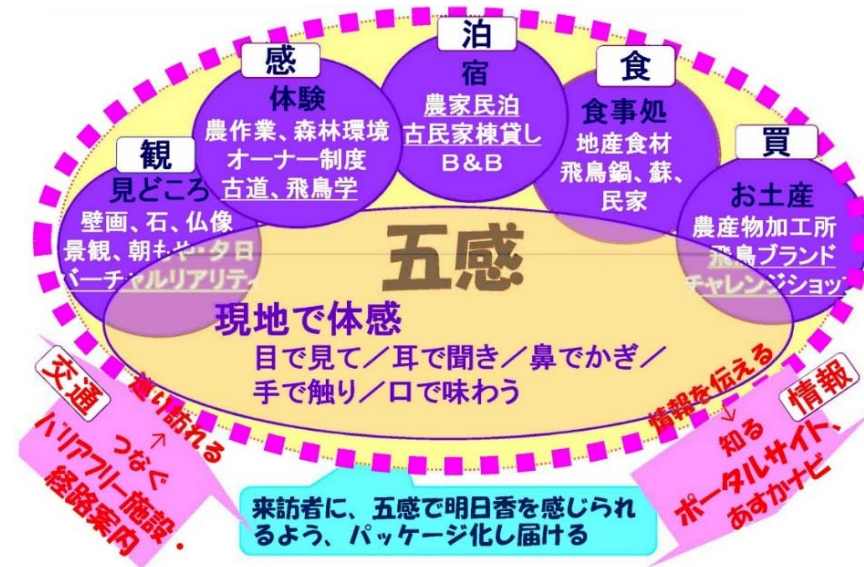 観
見どころ
壁画、石、仏像
景観、朝もや・夕日
バーチャルリアリティ
感
体験
農作業、森林環境
オーナー制度
古道、飛鳥学
泊
宿
農家民泊
古民家棟貸し
B&B
食
食事処
地産食材
飛鳥鍋、蘇、
民家
買
お土産
農産物加工所
飛鳥ブランド
チャレンジショップ
五感
現地で体感
目で見て/耳で聞き/鼻でかぎ/
手で触り/口で味わう
交通
巡り訪れる
↑
つなぐ
バリアフリー施設・
経路案内
情報
情報を伝える
↓
知る
ポータルサイト、
あすかナビ
来訪者に、五感で明日香を感じられ
るよう、パッケージ化し届ける